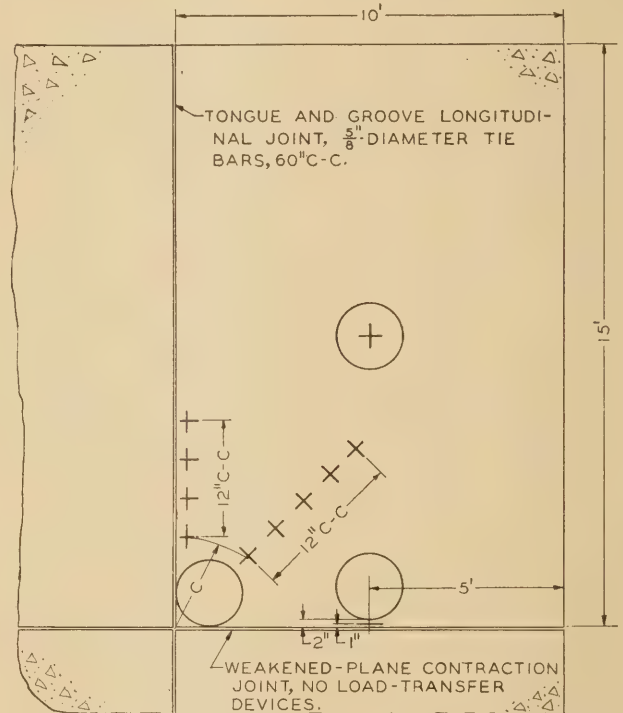 10'
TONGUE AND GROOVE LONGITUDI-
NAL JOINT, 5/8"-DIAMETER TIE
BARS, 60"C-C.
15'
12"C-C
12"C-C
C
5'
2"
1"
WEAKENED-PLANE CONTRACTION
JOINT, NO LOAD-TRANSFER
DEVICES.